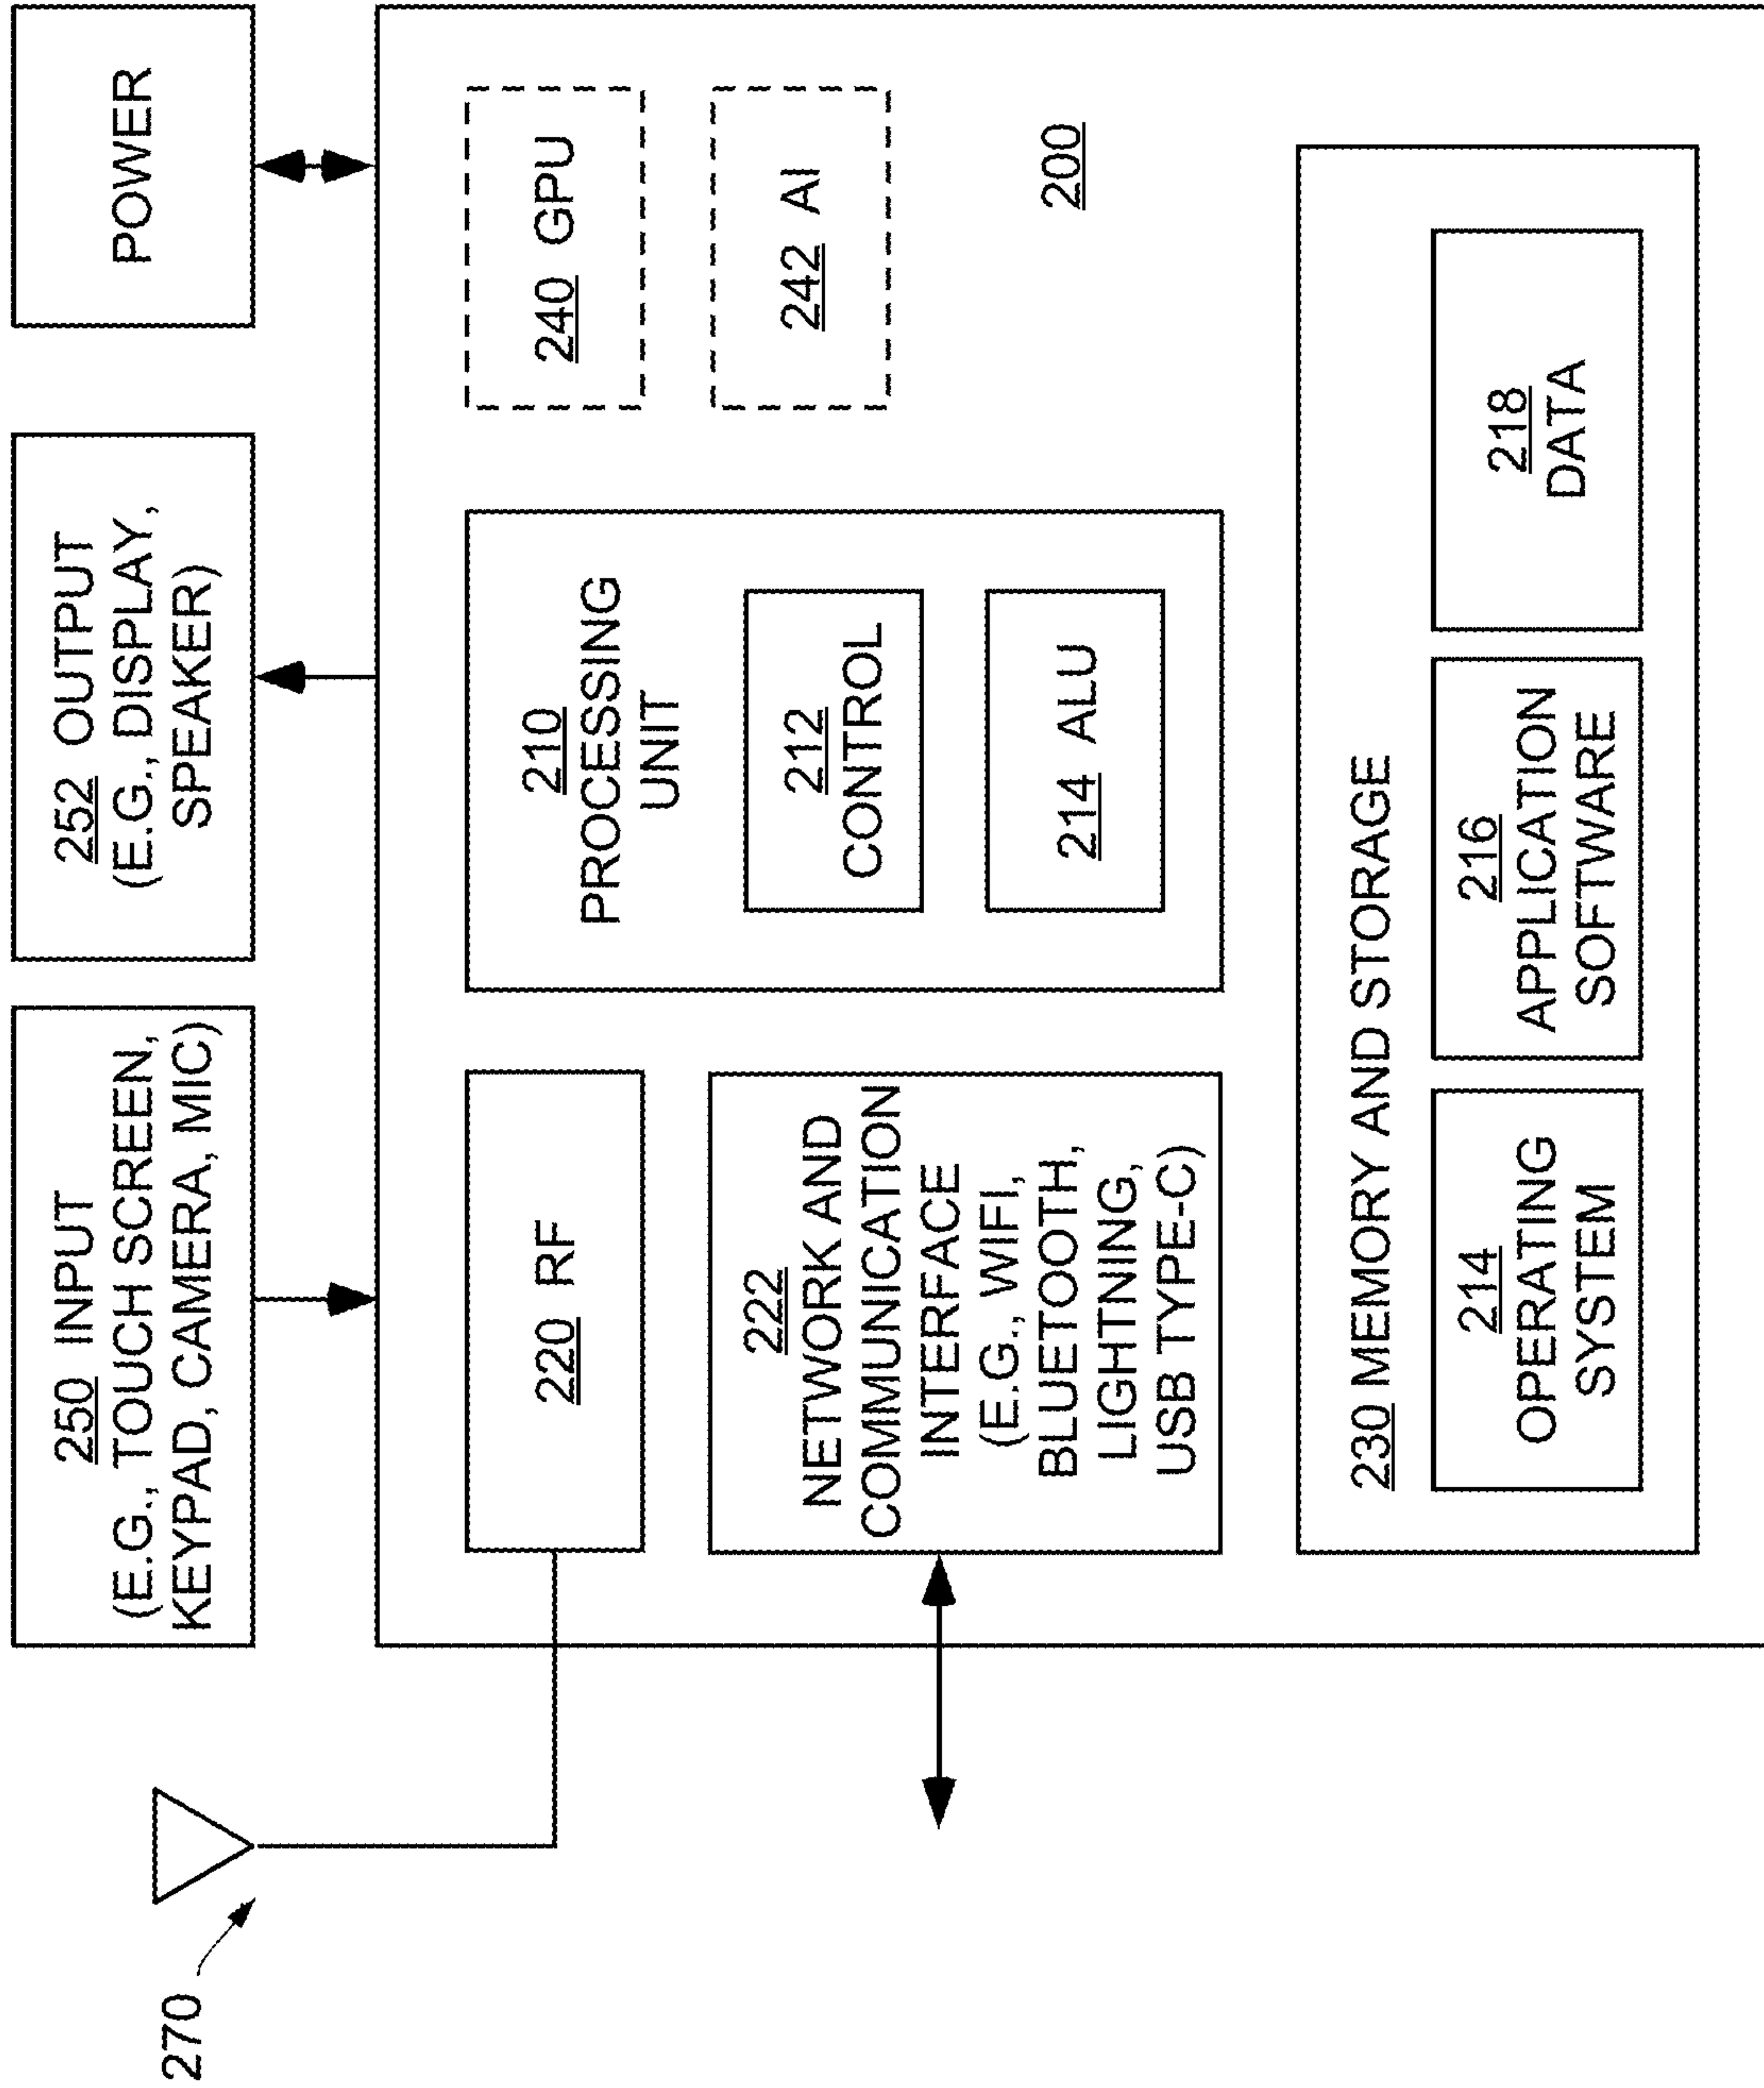 270
250 INPUT
(E.G., TOUCH SCREEN,
KEYPAD, CAMERA, MIC)
252 OUTPUT
(E.G., DISPLAY,
SPEAKER)
POWER
220 RF
222
NETWORK AND
COMMUNICATION
INTERFACE
(E.G., WIFI,
BLUETOOTH,
LIGHTNING,
USB TYPE-C)
210
PROCESSING
UNIT
212
CONTROL
214 ALU
240 GPU
242 AI
200
230 MEMORY AND STORAGE
214
OPERATING
SYSTEM
216
APPLICATION
SOFTWARE
218
DATA